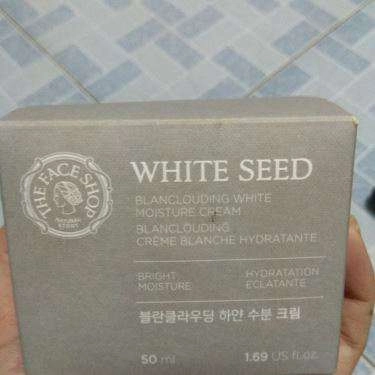 THE FACE SHOP
NATURAL STORY
WHITE SEED
BLANCLOUDING WHITE
MOISTURE CREAM
BLANCLOUDING
CRÈME BLANCHE HYDRATANTE
BRIGHT
MOISTURE
HYDRATATION
ECLATANTE
블란클라우딩 하얀 수분 크림
50 ml
1.69 US fl.oz.